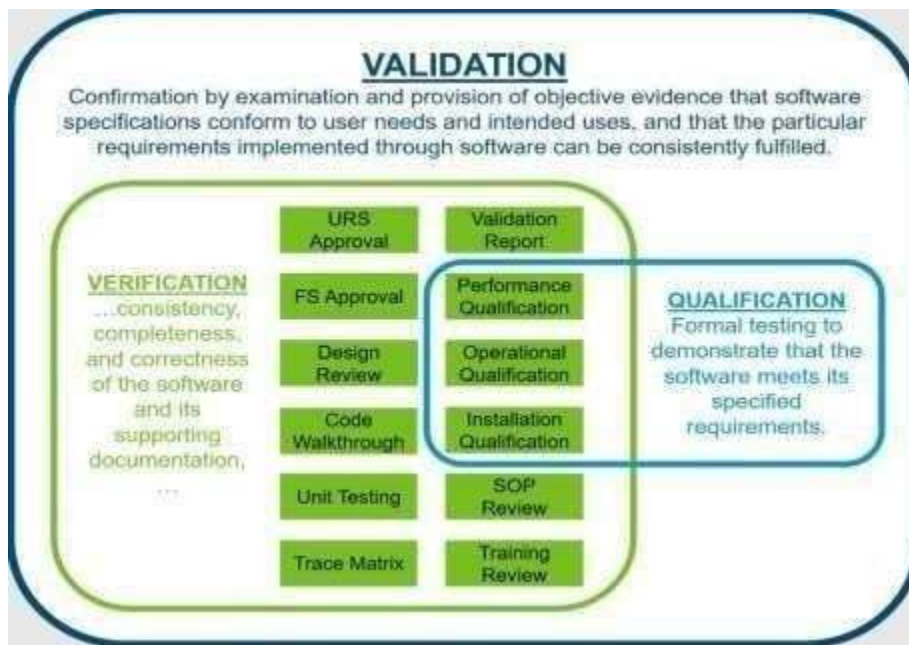 VALIDATION
Confirmation by examination and provision of objective evidence that software
specifications conform to user needs and intended uses, and that the particular
requirements implemented through software can be consistently fulfilled.
VERIFICATION
…consistency,
completeness,
and correctness
of the software
and its
supporting
documentation,
…
URS
Approval
FS Approval
Design
Review
Code
Walkthrough
Unit Testing
Trace Matrix
Validation
Report
Performance
Qualification
Operational
Qualification
Installation
Qualification
SOP
Review
Training
Review
QUALIFICATION
Formal testing to
demonstrate that the
software meets its
specified
requirements.